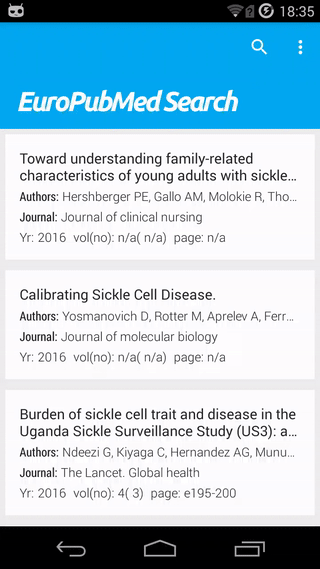 18:35
EuroPubMed Search
Toward understanding family-related
characteristics of young adults with sickle…
Authors: Hershberger PE, Gallo AM, Molokie R, Tho…
Journal: Journal of clinical nursing
Yr: 2016 vol(no): n/a( n/a) page: n/a
Calibrating Sickle Cell Disease.
Authors: Yosmanovich D, Rotter M, Aprelev A, Ferr…
Journal: Journal of molecular biology
Yr: 2016 vol(no): n/a( n/a) page: n/a
Burden of sickle cell trait and disease in the
Uganda Sickle Surveillance Study (US3): a…
Authors: Ndeezi G, Kiyaga C, Hernandez AG, Munu…
Journal: The Lancet. Global health
Yr: 2016 vol(no): 4( 3) page: e195-200